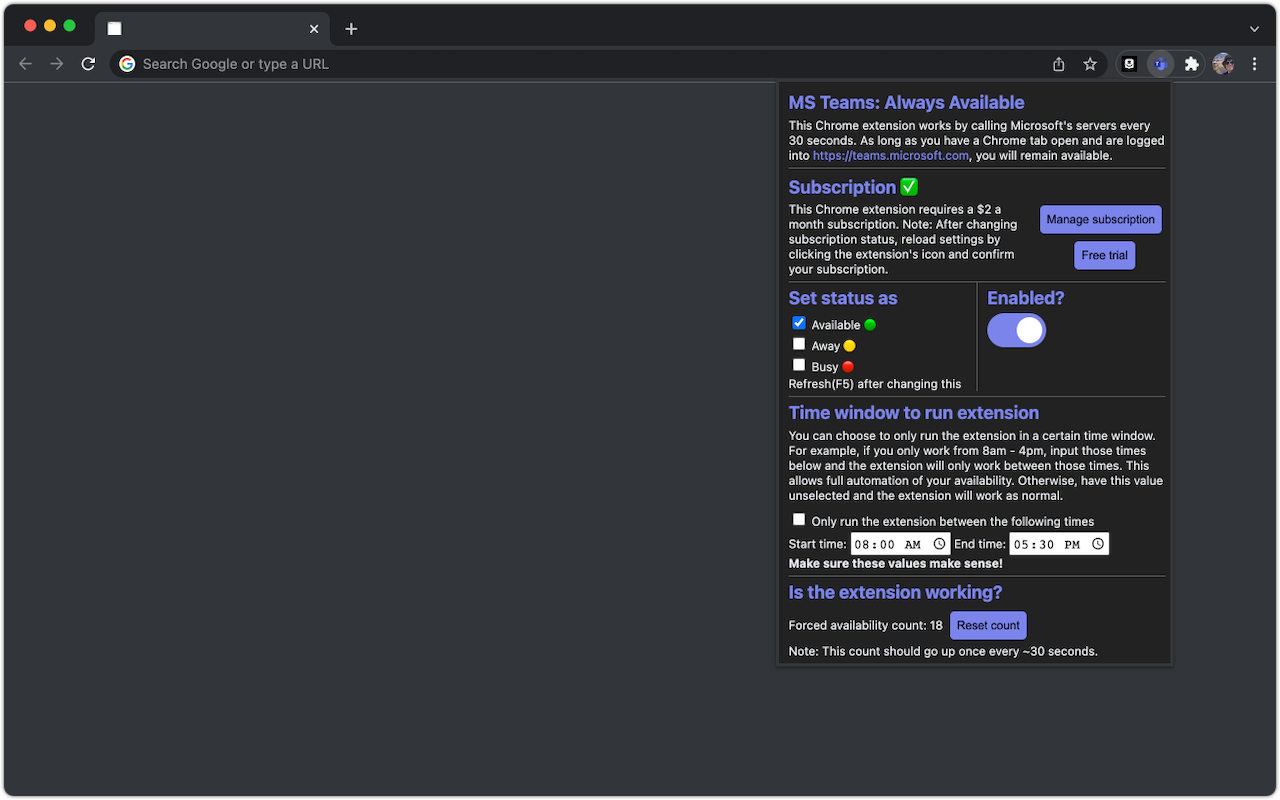 Search Google or type a URL
MS Teams: Always Available
This Chrome extension works by calling Microsoft's servers every
30 seconds. As long as you have a Chrome tab open and are logged
into https://teams.microsoft.com, you will remain available.
Subscription ✅
This Chrome extension requires a $2 a
month subscription. Note: After changing
subscription status, reload settings by
clicking the extension's icon and confirm
your subscription.
Manage subscription
Free trial
Set status as
Available
Away
Busy
Refresh(F5) after changing this
Enabled?
Time window to run extension
You can choose to only run the extension in a certain time window.
For example, if you only work from 8am - 4pm, input those times
below and the extension will only work between those times. This
allows full automation of your availability. Otherwise, have this value
unselected and the extension will work as normal.
Only run the extension between the following times
Start time: 08:00 AM End time: 05:30 PM
Make sure these values make sense!
Is the extension working?
Forced availability count: 18 Reset count
Note: This count should go up once every ~30 seconds.